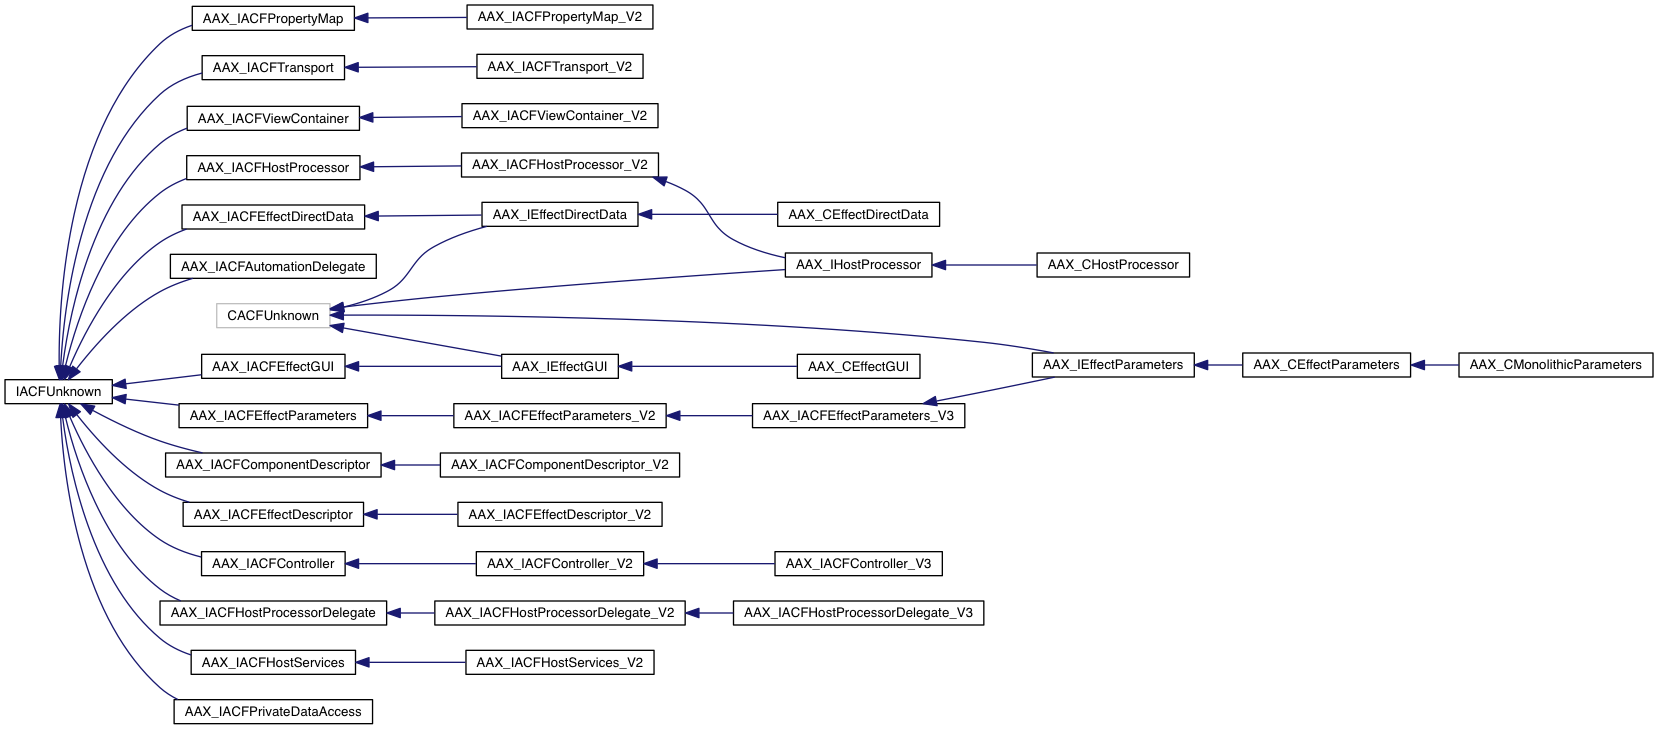 AAX_IACFPropertyMap
AAX_IACFPropertyMap_V2
AAX_IACFTransport
AAX_IACFTransport_V2
AAX_IACFViewContainer
AAX_IACFViewContainer_V2
AAX_IACFHostProcessor
AAX_IACFHostProcessor_V2
AAX_IACFEffectDirectData
AAX_IEffectDirectData
AAX_CEffectDirectData
AAX_IACFAutomationDelegate
AAX_IHostProcessor
AAX_CHostProcessor
CACFUnknown
AAX_IACFEffectGUI
AAX_IEffectGUI
AAX_CEffectGUI
AAX_IEffectParameters
AAX_CEffectParameters
AAX_CMonolithicParameters
IACFUnknown
AAX_IACFEffectParameters
AAX_IACFEffectParameters_V2
AAX_IACFEffectParameters_V3
AAX_IACFComponentDescriptor
AAX_IACFComponentDescriptor_V2
AAX_IACFEffectDescriptor
AAX_IACFEffectDescriptor_V2
AAX_IACFController
AAX_IACFController_V2
AAX_IACFController_V3
AAX_IACFHostProcessorDelegate
AAX_IACFHostProcessorDelegate_V2
AAX_IACFHostProcessorDelegate_V3
AAX_IACFHostServices
AAX_IACFHostServices_V2
AAX_IACFPrivateDataAccess